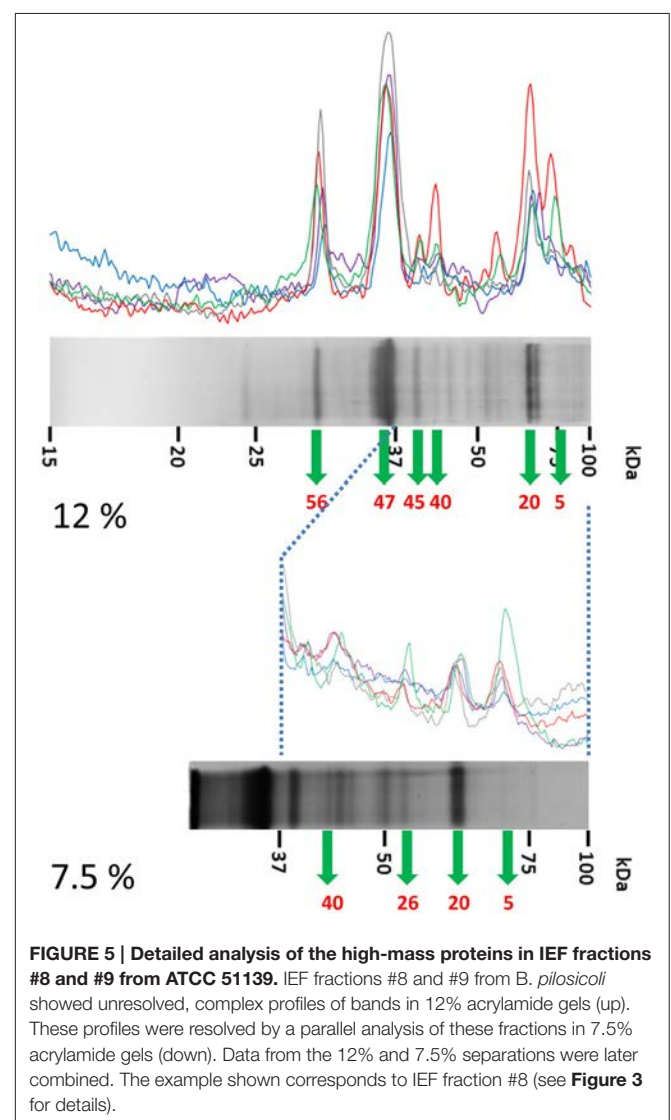 15 20 25 37 50 75 100 kDa
56 47 45 40 20 5
12 %
37 50 75 100 kDa
7.5 %
40 26 20 5
FIGURE 5 | Detailed analysis of the high-mass proteins in IEF fractions
#8 and #9 from ATCC 51139. IEF fractions #8 and #9 from B. pilosicoli
showed unresolved, complex profiles of bands in 12% acrylamide gels (up).
These profiles were resolved by a parallel analysis of these fractions in 7.5%
acrylamide gels (down). Data from the 12% and 7.5% separations were later
combined. The example shown corresponds to IEF fraction #8 (see Figure 3
for details).